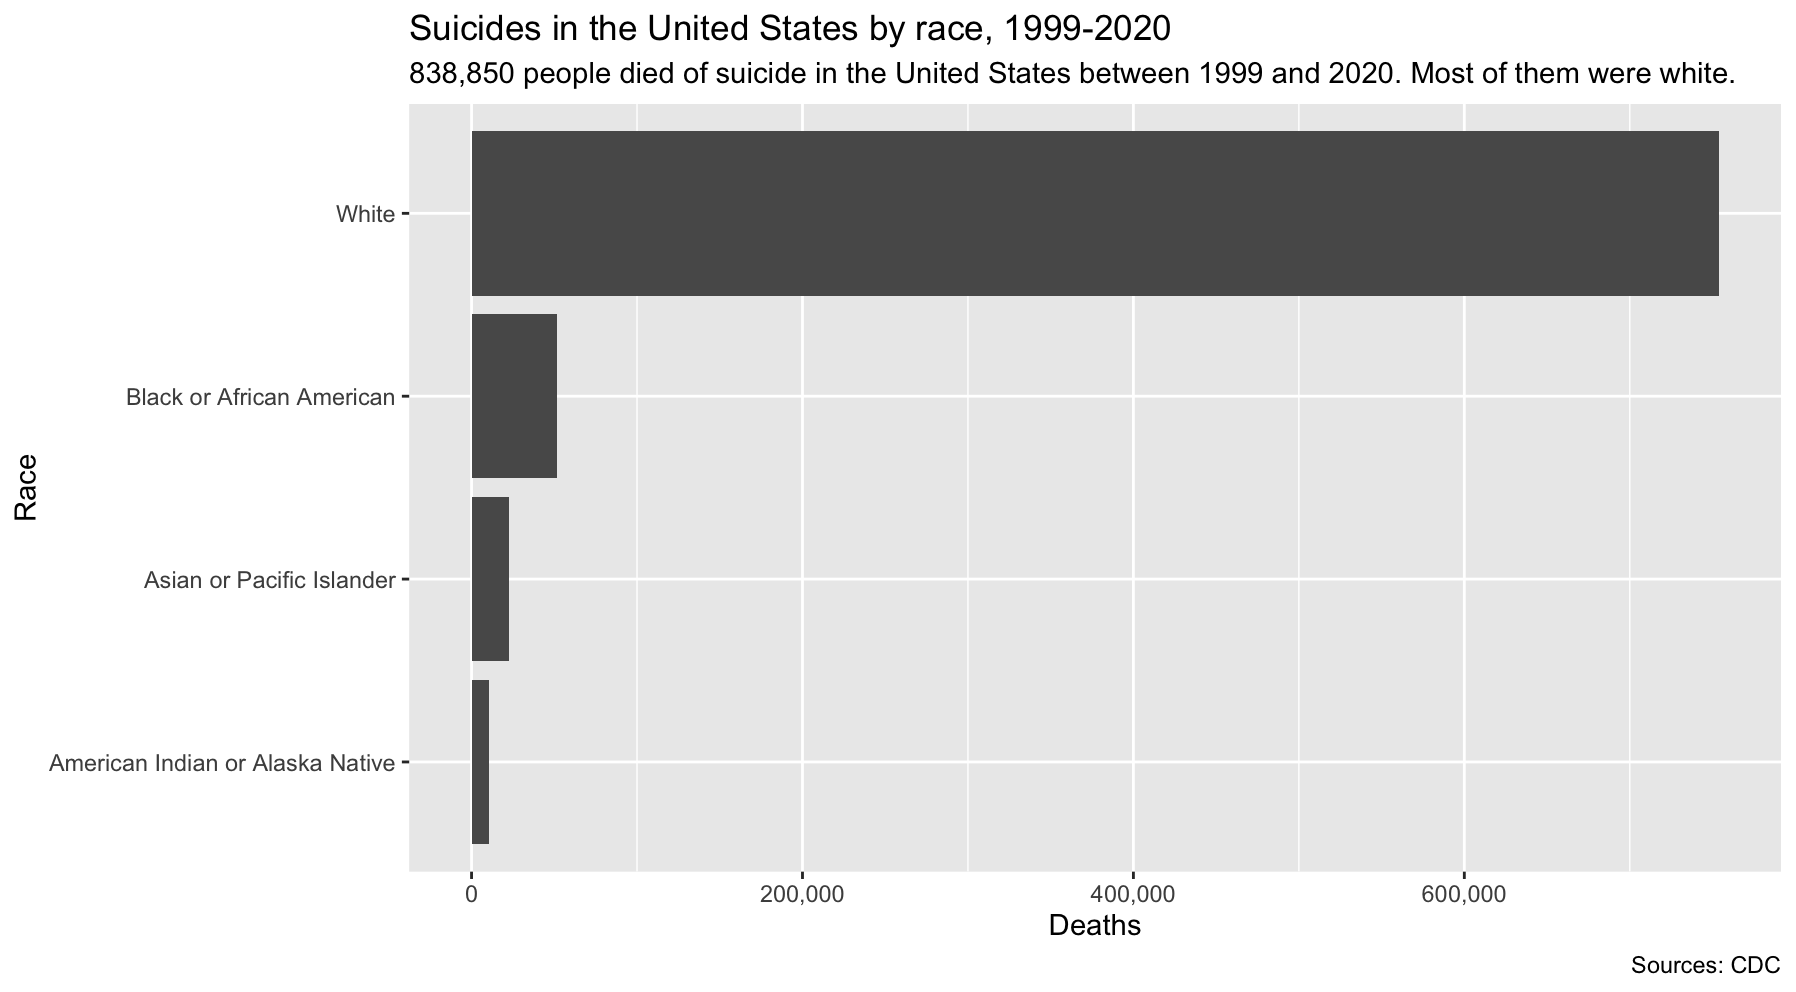 Suicides in the United States by race, 1999-2020
838,850 people died of suicide in the United States between 1999 and 2020. Most of them were white.
White
Black or African American
Race
Asian or Pacific Islander
American Indian or Alaska Native
0 200,000 400,000 600,000
Deaths
Sources: CDC